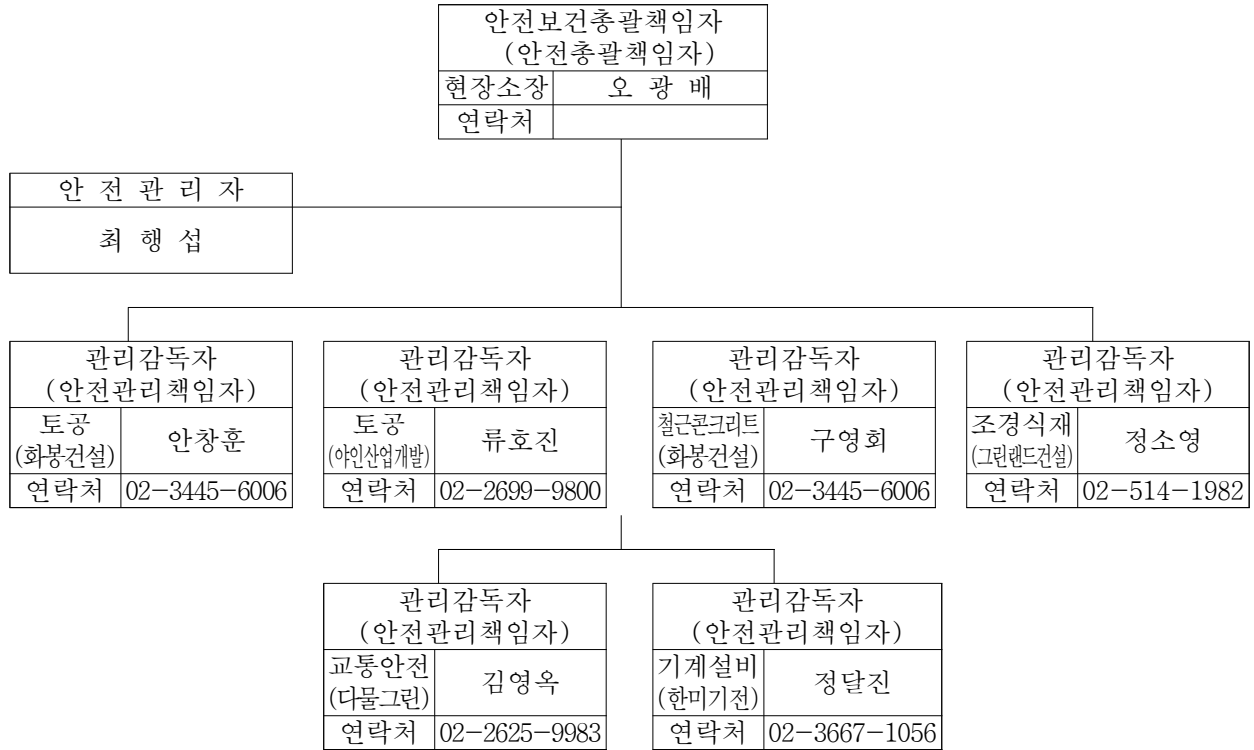 안전보건총괄책임자
(안전총괄책임자)
현장소장 오 광 배
연락처
안 전 관 리 자
최 행 섭
관리감독자
(안전관리책임자)
토공
(화봉건설)
안창훈
연락처 02-3445-6006
관리감독자
(안전관리책임자)
토공
(야인산업개발)
류호진
연락처 02-2699-9800
관리감독자
(안전관리책임자)
철근콘크리트
(화봉건설)
구영회
연락처 02-3445-6006
관리감독자
(안전관리책임자)
조경식재
(그린랜드건설)
정소영
연락처 02-514-1982
관리감독자
(안전관리책임자)
교통안전
(다물그린)
김영옥
연락처 02-2625-9983
관리감독자
(안전관리책임자)
기계설비
(한미기전)
정달진
연락처 02-3667-1056